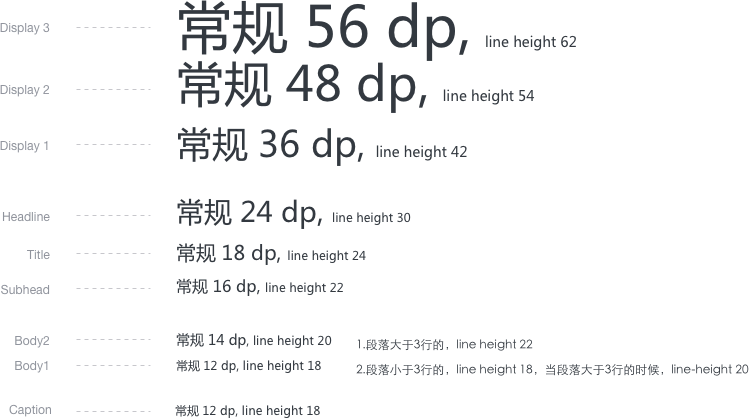 Display 3 常规 56 dp, line height 62
Display 2 常规 48 dp, line height 54
Display 1 常规 36 dp, line height 42
Headline 常规 24 dp, line height 30
Title 常规 18 dp, line height 24
Subhead 常规 16 dp, line height 22
Body2 常规 14 dp, line height 20 1.段落大于3行的，line height 22
Body1 常规 12 dp, line height 18 2.段落小于3行的，line height 18，当段落大于3行的时候，line-height 20
Caption 常规 12 dp, line height 18